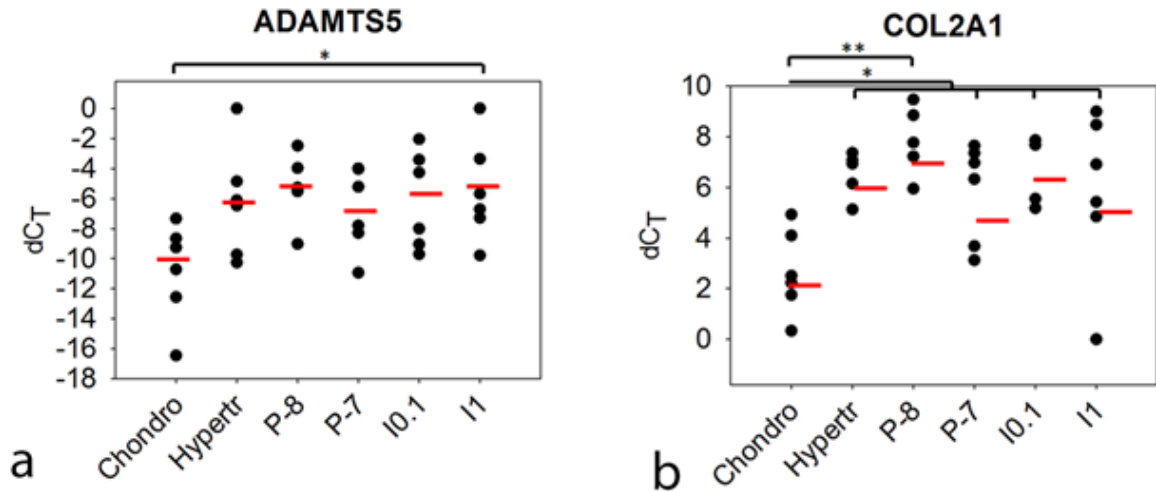 ADAMTS5
*
0
-2
-4
-6
-8
-10
-12
-14
-16
-18
dCT
Chondro
Hypertr
P-8
P-7
I0.1
I1
a
COL2A1
**
*
10
8
6
4
2
0
dCT
Chondro
Hypertr
P-8
P-7
I0.1
I1
b